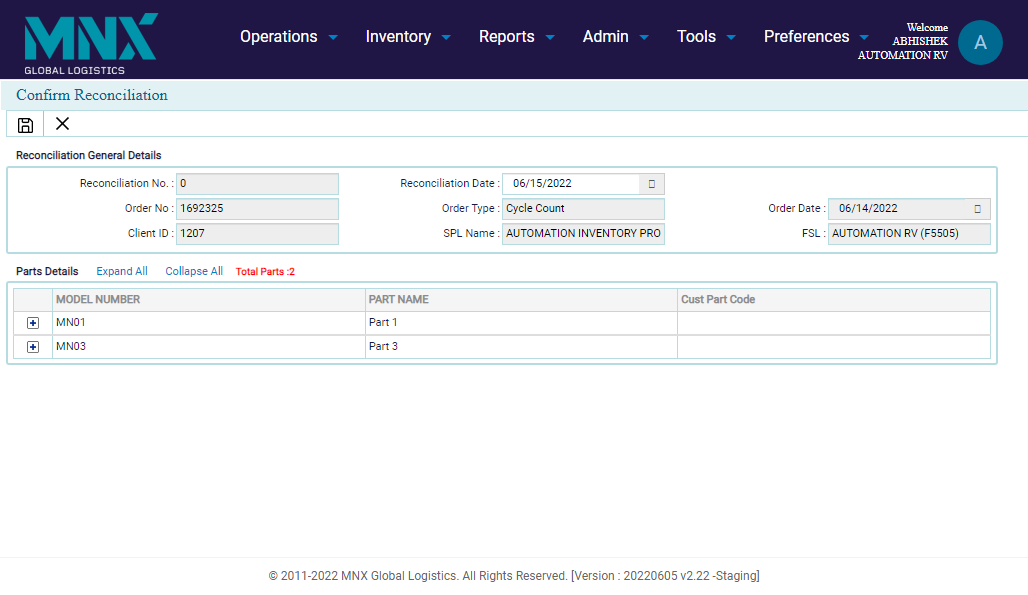 MNX
GLOBAL LOGISTICS
Operations Inventory Reports Admin Tools Preferences
Welcome
ABHISHEK
AUTOMATION RV
A
Confirm Reconciliation
Reconciliation General Details
Reconciliation No. : 0 Reconciliation Date : 06/15/2022
Order No : 1692325 Order Type : Cycle Count Order Date : 06/14/2022
Client ID : 1207 SPL Name : AUTOMATION INVENTORY PRO FSL : AUTOMATION RV (F5505)
Parts Details Expand All Collapse All Total Parts :2
MODEL NUMBER PART NAME Cust Part Code
MN01 Part 1
MN03 Part 3
© 2011-2022 MNX Global Logistics. All Rights Reserved. [Version : 20220605 v2.22 -Staging]